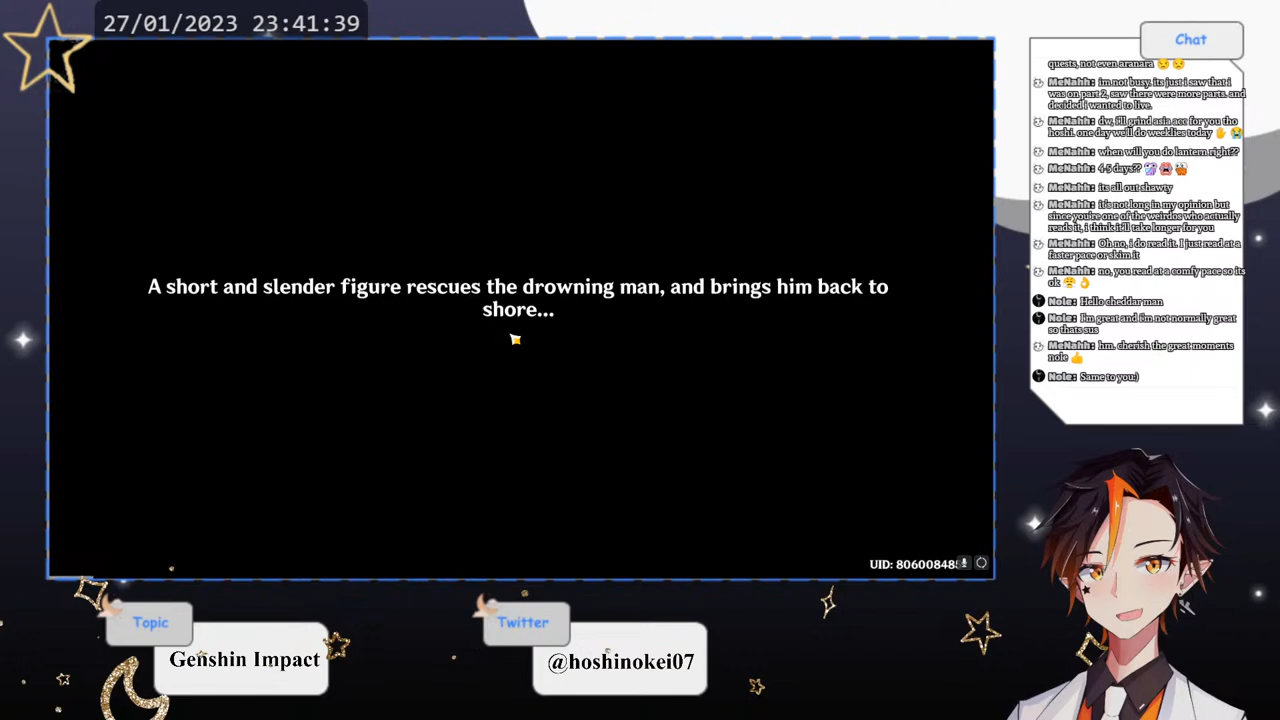 27/01/2023 23:41:39
Chat
quests, not even aranara 😒 😒
MeNahh: im not busy. its just i saw that i
was on part 2, saw there were more parts. and
decided i wanted to live.
MeNahh: dw, i'll grind asia acc for you tho
hoshi. one day we'll do weeklies today ✋ 😭
MeNahh: when will you do lantern right??
MeNahh: 4-5 days??
MeNahh: its all out shawty
MeNahh: it's not long in my opinion but
since you're one of the weirdos who actually
reads it, i think it'll take longer for you
MeNahh: Oh no, i do read it. I just read at a
faster pace or skim it
MeNahh: no, you read at a comfy pace so its
ok 😤 👌
Nole: Hello cheddar man
Nole: I'm great and i'm not normally great
so thats sus
MeNahh: hm. cherish the great moments
nole 👍
Nole: Same to you:)
A short and slender figure rescues the drowning man, and brings him back to
shore...
UID: 80600848
Topic
Genshin Impact
Twitter
@hoshinokei07